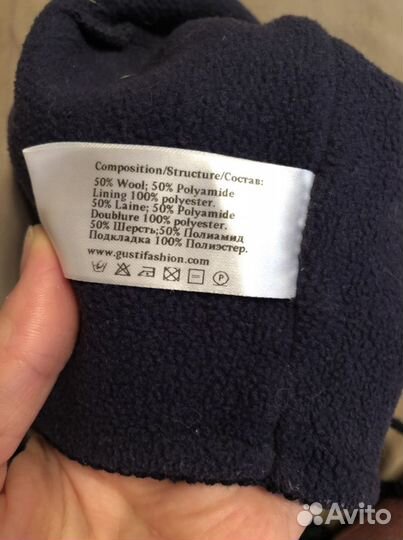 Composition/Structure/Состав:
50% Wool; 50% Polyamide
Lining 100% polyester.
50% Laine; 50% Polyamide
Doublure 100% polyester.
50% Шерсть;50% Полиамид
Подкладка 100% Полиэстер.
www.gustifashion.com
P
Avito